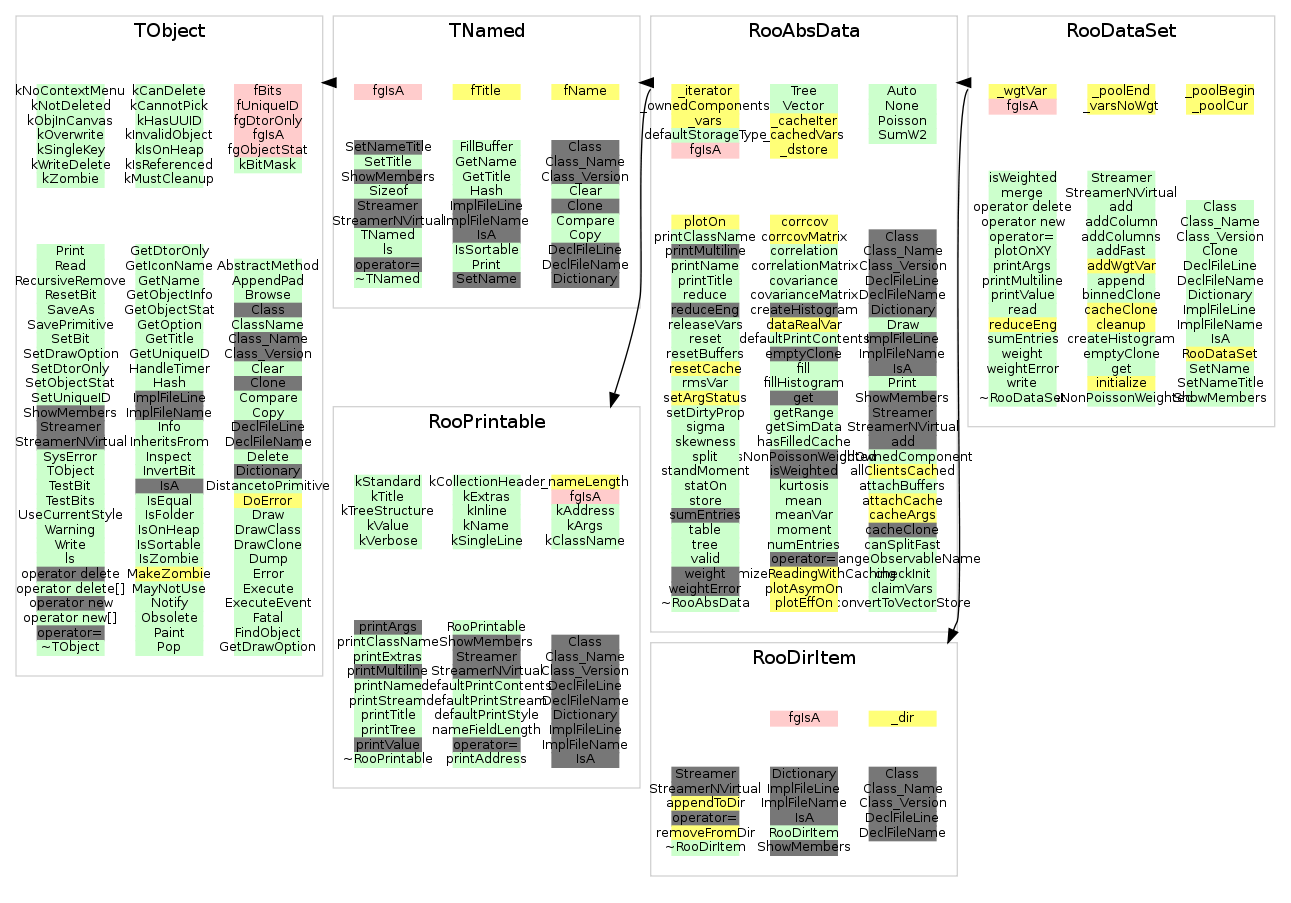 TObject
kNoContextMenu
kNotDeleted
kObjInCanvas
kOverwrite
kSingleKey
kWriteDelete
kZombie
kCanDelete
kCannotPick
kHasUUID
kInvalidObject
kIsOnHeap
kIsReferenced
kMustCleanup
fBits
fUniqueID
fgDtorOnly
fgIsA
fgObjectStat
kBitMask
Print
Read
RecursiveRemove
ResetBit
SaveAs
SavePrimitive
SetBit
SetDrawOption
SetDtorOnly
SetObjectStat
SetUniqueID
ShowMembers
Streamer
StreamerNVirtual
SysError
TObject
TestBit
TestBits
UseCurrentStyle
Warning
Write
ls
operator delete
operator delete[]
operator new
operator new[]
operator=
~TObject
GetDtorOnly
GetIconName
GetName
GetObjectInfo
GetObjectStat
GetOption
GetTitle
GetUniqueID
HandleTimer
Hash
ImplFileLine
ImplFileName
Info
InheritsFrom
Inspect
InvertBit
IsA
IsEqual
IsFolder
IsOnHeap
IsSortable
IsZombie
MakeZombie
MayNotUse
Notify
Obsolete
Paint
Pop
AbstractMethod
AppendPad
Browse
Class
ClassName
Class_Name
Class_Version
Clear
Clone
Compare
Copy
DeclFileLine
DeclFileName
Delete
Dictionary
DistancetoPrimitive
DoError
Draw
DrawClass
DrawClone
Dump
Error
Execute
ExecuteEvent
Fatal
FindObject
GetDrawOption
TNamed
fgIsA
fTitle
fName
SetNameTitle
SetTitle
ShowMembers
Sizeof
Streamer
StreamerNVirtual
TNamed
ls
operator=
~TNamed
FillBuffer
GetName
GetTitle
Hash
ImplFileLine
ImplFileName
IsA
IsSortable
Print
SetName
Class
Class_Name
Class_Version
Clear
Clone
Compare
Copy
DeclFileLine
DeclFileName
Dictionary
RooPrintable
kStandard
kTitle
kTreeStructure
kValue
kVerbose
kCollectionHeader
kExtras
kInline
kName
kSingleLine
_nameLength
fgIsA
kAddress
kArgs
kClassName
printArgs
printClassName
printExtras
printMultiline
printName
printStream
printTitle
printTree
printValue
~RooPrintable
RooPrintable
ShowMembers
Streamer
StreamerNVirtual
defaultPrintContents
defaultPrintStream
defaultPrintStyle
nameFieldLength
operator=
printAddress
Class
Class_Name
Class_Version
DeclFileLine
DeclFileName
Dictionary
ImplFileLine
ImplFileName
IsA
RooAbsData
_iterator
_ownedComponents
_vars
defaultStorageType
fgIsA
Tree
Vector
_cacheIter
_cachedVars
_dstore
Auto
None
Poisson
SumW2
plotOn
printClassName
printMultiline
printName
printTitle
reduce
reduceEng
releaseVars
reset
resetBuffers
resetCache
rmsVar
setArgStatus
setDirtyProp
sigma
skewness
split
standMoment
statOn
store
sumEntries
table
tree
valid
weight
weightError
~RooAbsData
corrcov
corrcovMatrix
correlation
correlationMatrix
covariance
covarianceMatrix
createHistogram
dataRealVar
defaultPrintContents
emptyClone
fill
fillHistogram
get
getRange
getSimData
hasFilledCache
isWeighted
kurtosis
mean
meanVar
moment
numEntries
operator=
plotAsymOn
plotEffOn
Class
Class_Name
Class_Version
DeclFileLine
DeclFileName
Dictionary
Draw
ImplFileLine
ImplFileName
IsA
Print
ShowMembers
Streamer
StreamerNVirtual
add
allClientsCached
attachBuffers
attachCache
cacheArgs
cacheClone
canSplitFast
checkInit
claimVars
convertToVectorStore
RooDirItem
fgIsA
_dir
Streamer
StreamerNVirtual
appendToDir
operator=
removeFromDir
~RooDirItem
Dictionary
ImplFileLine
ImplFileName
IsA
RooDirItem
ShowMembers
Class
Class_Name
Class_Version
DeclFileLine
DeclFileName
RooDataSet
_wgtVar
fgIsA
_poolEnd
_varsNoWgt
_poolBegin
_poolCur
isWeighted
merge
operator delete
operator new
operator=
plotOnXY
printArgs
printMultiline
printValue
read
reduceEng
sumEntries
weight
weightError
write
~RooDataSet
Streamer
StreamerNVirtual
add
addColumn
addColumns
addFast
addWgtVar
append
binnedClone
cacheClone
cleanup
createHistogram
emptyClone
get
initialize
Class
Class_Name
Class_Version
Clone
DeclFileLine
DeclFileName
Dictionary
ImplFileLine
ImplFileName
IsA
RooDataSet
SetName
SetNameTitle
ShowMembers